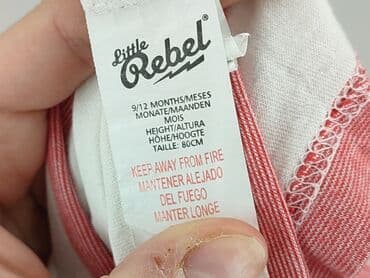 Little
Rebel
9/12 MONTHS/MESES
MONATE/MAANDEN
MOIS
HEIGHT/ALTURA
HÖHE/HOOGTE
TAILLE: 80CM
KEEP AWAY FROM FIRE
MANTENER ALEJADO
DEL FUEGO
MANTER LONGE